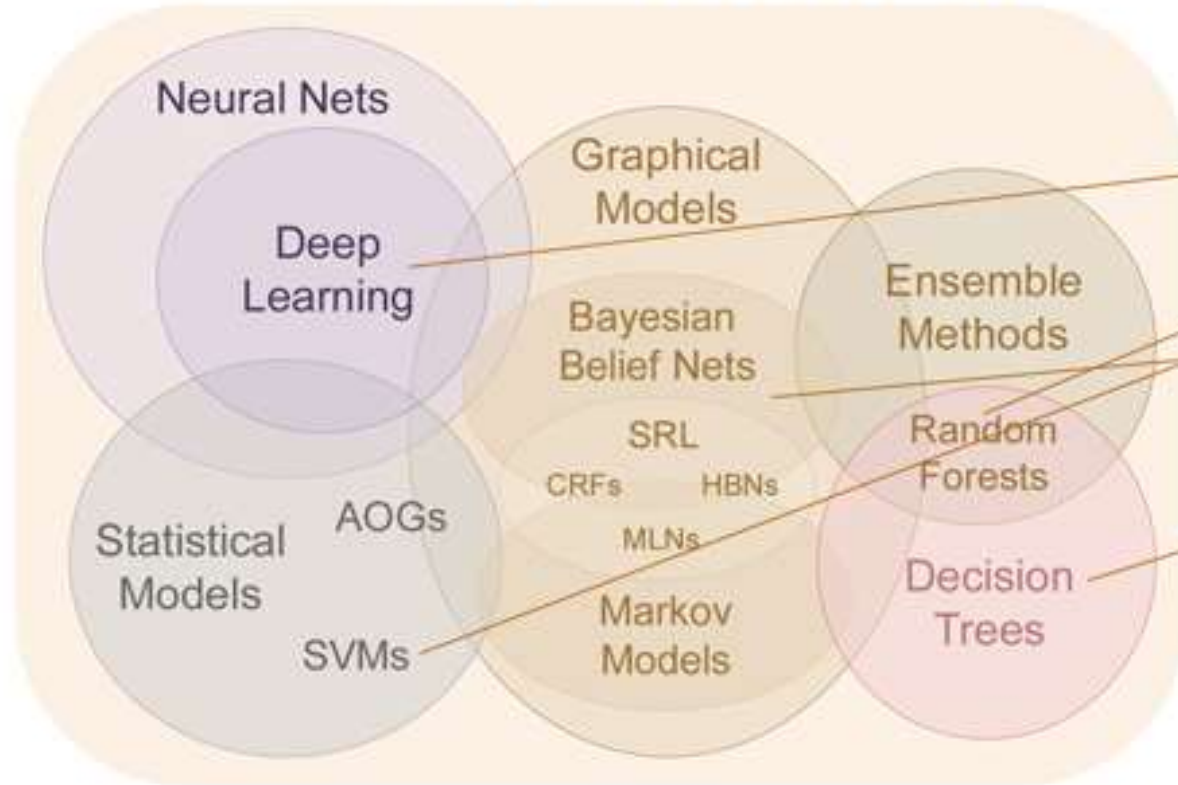 Neural Nets
Graphical
Models
Deep
Learning
Ensemble
Methods
Bayesian
Belief Nets
SRL
CRFs HBNs
MLNs
Random
Forests
AOGs
Statistical
Models
SVMs
Markov
Models
Decision
Trees